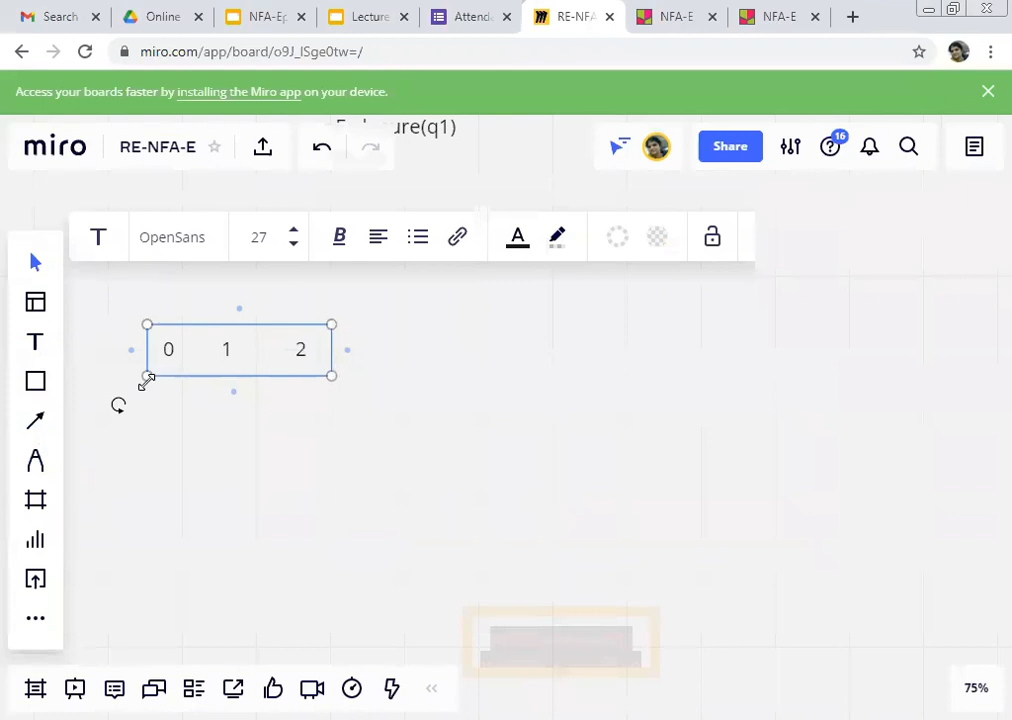 Search
Online
NFA-Ep
Lecture
Attend
RE-NFA
NFA-E
NFA-E
miro.com/app/board/o9J_lSge0tw=/
Access your boards faster by installing the Miro app on your device.
miro
RE-NFA-E
(q1)
16
Share
OpenSans
27
B
A
0 1 2
75%